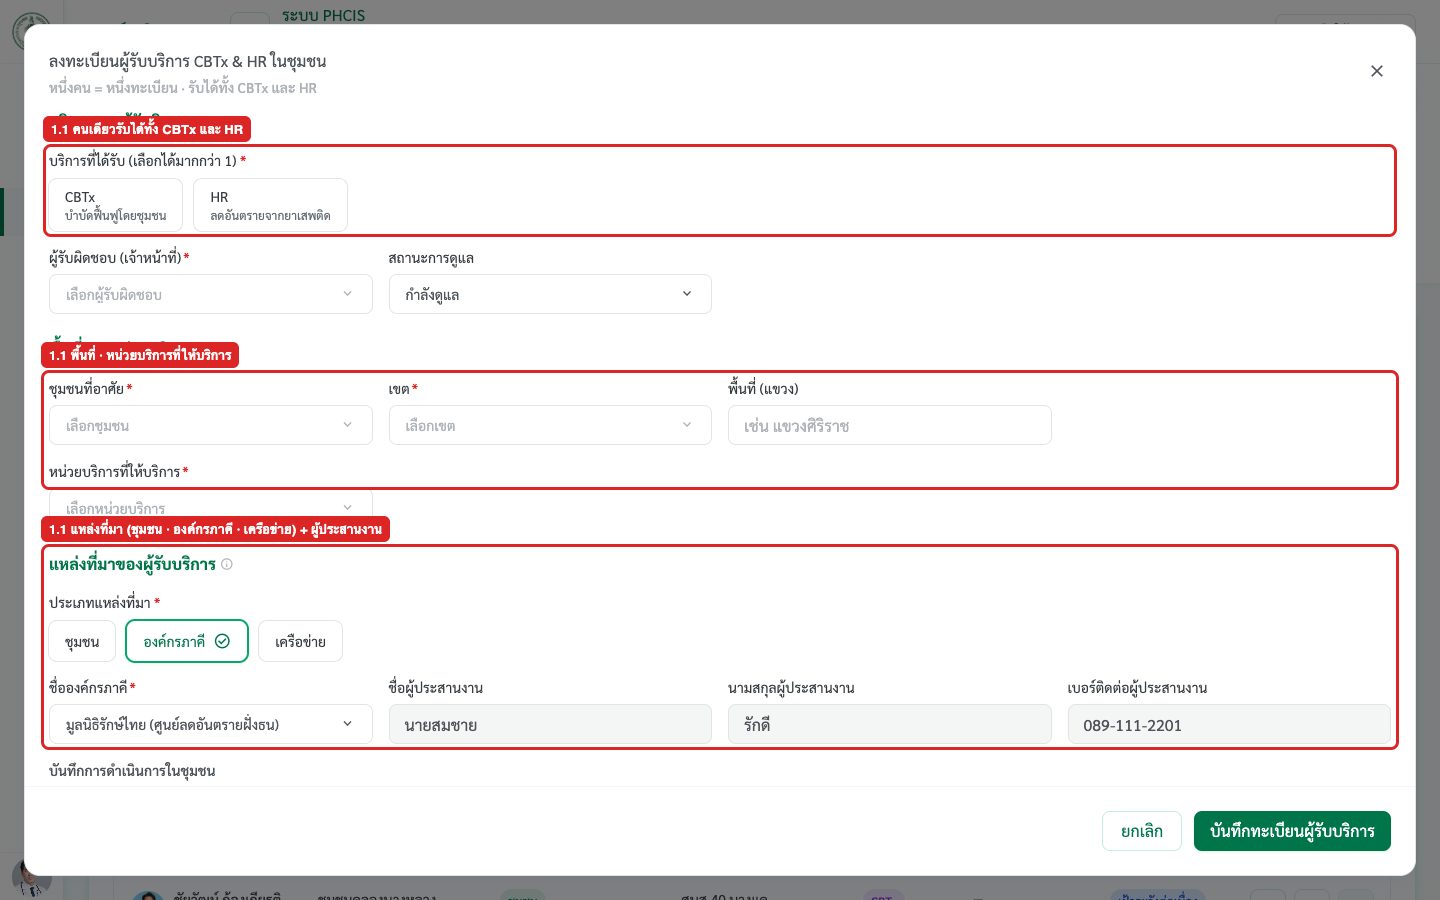 ระบบ PHCIS
ลงทะเบียนผู้รับบริการ CBTx & HR ในชุมชน
หนึ่งคน = หนึ่งทะเบียน · รับได้ทั้ง CBTx และ HR
1.1 คนเดียวรับได้ทั้ง CBTx และ HR
บริการที่ได้รับ (เลือกได้มากกว่า 1) *
CBTx HR
บำบัดฟื้นฟูโดยชุมชน ลดอันตรายจากยาเสพติด
ผู้รับผิดชอบ (เจ้าหน้าที่) * สถานะการดูแล
เลือกผู้รับผิดชอบ กำลังดูแล
1.1 พื้นที่ · หน่วยบริการที่ให้บริการ
ชุมชนที่อาศัย * เขต * พื้นที่ (แขวง)
เลือกชุมชน เลือกเขต เช่น แขวงศิริราช
หน่วยบริการที่ให้บริการ *
เลือกหน่วยบริการ
1.1 แหล่งที่มา (ชุมชน · องค์กรภาคี · เครือข่าย) + ผู้ประสานงาน
แหล่งที่มาของผู้รับบริการ
ประเภทแหล่งที่มา *
ชุมชน องค์กรภาคี เครือข่าย
ชื่อองค์กรภาคี * ชื่อผู้ประสานงาน นามสกุลผู้ประสานงาน เบอร์ติดต่อผู้ประสานงาน
มูลนิธิรักษ์ไทย (ศูนย์ลดอันตรายฝั่งธน) นายสมชาย รักดี 089-111-2201
บันทึกการดำเนินการในชุมชน
ยกเลิก บันทึกทะเบียนผู้รับบริการ